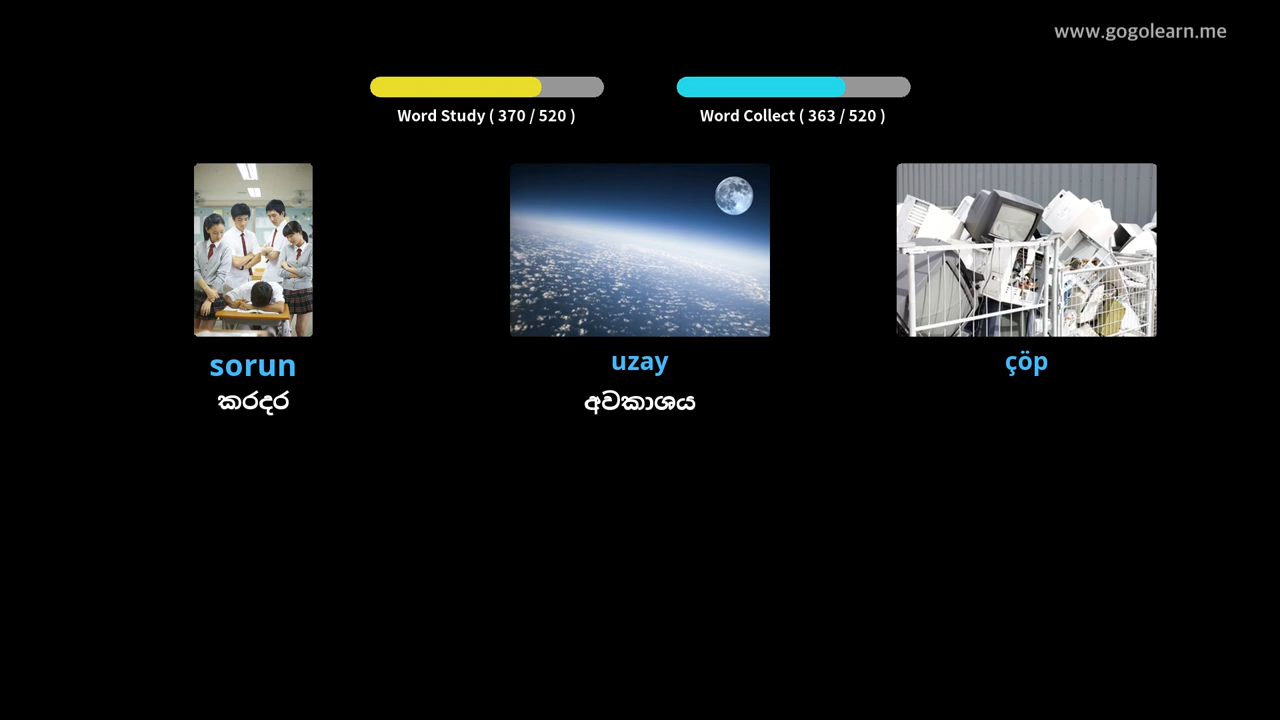 www.gogolearn.me
Word Study ( 370 / 520 )
Word Collect ( 363 / 520 )
sorun
කරදර
uzay
අවකාශය
çöp